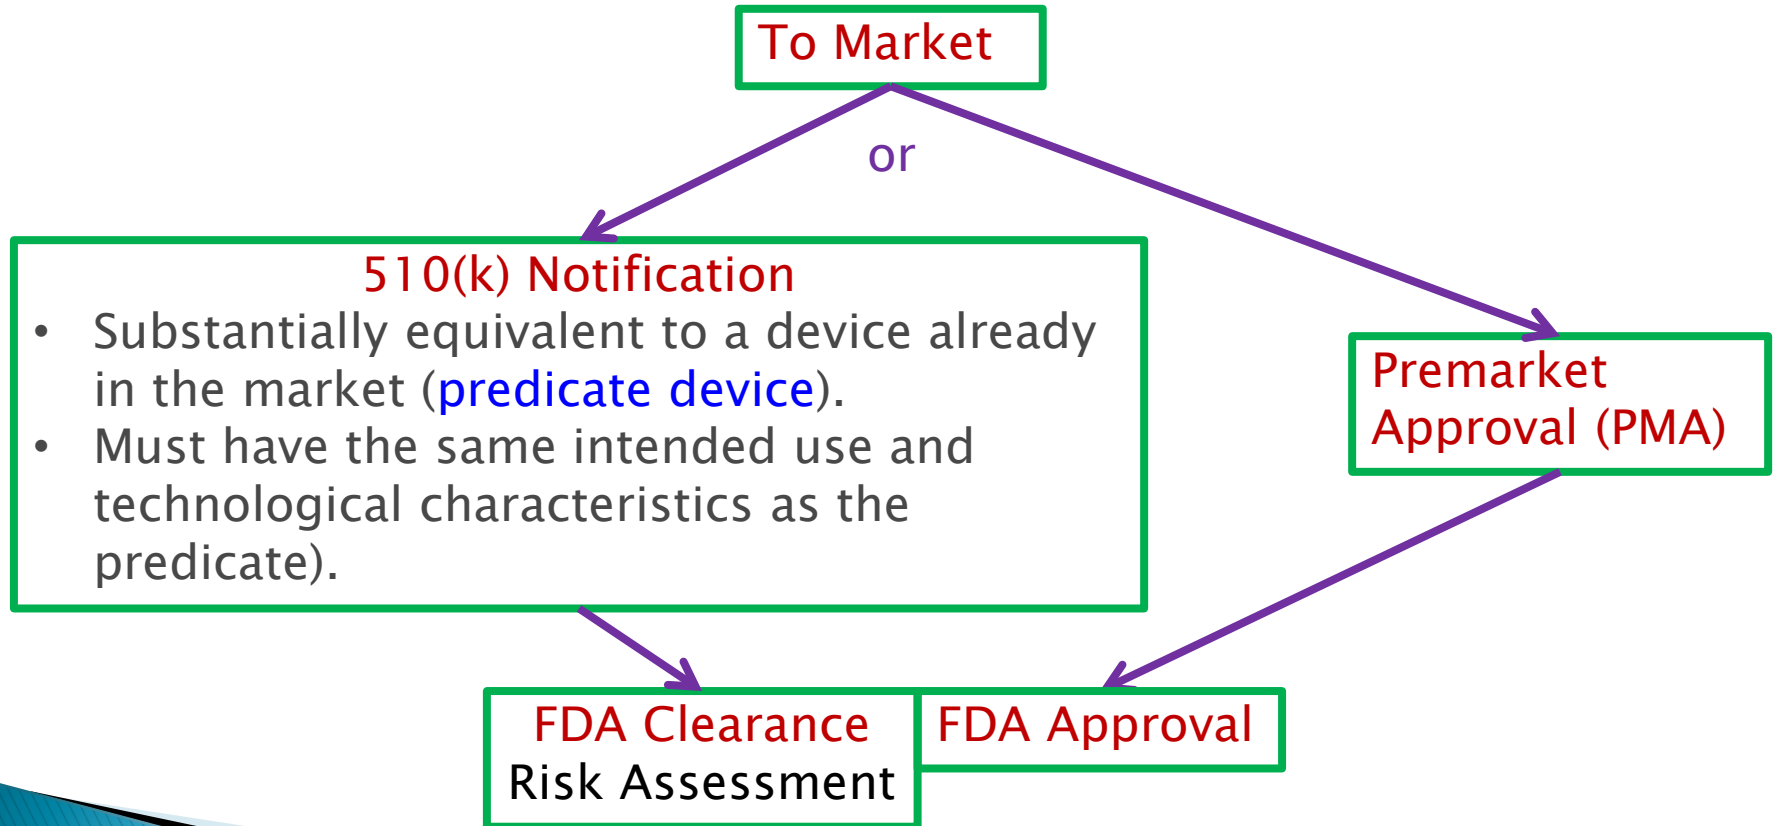 To Market
or
510(k) Notification
• Substantially equivalent to a device already
in the market (predicate device).
• Must have the same intended use and
technological characteristics as the
predicate).
Premarket
Approval (PMA)
FDA Clearance
Risk Assessment
FDA Approval